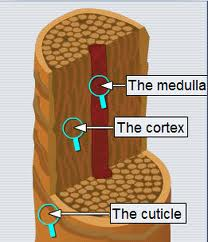 The medulla
The cortex
The cuticle